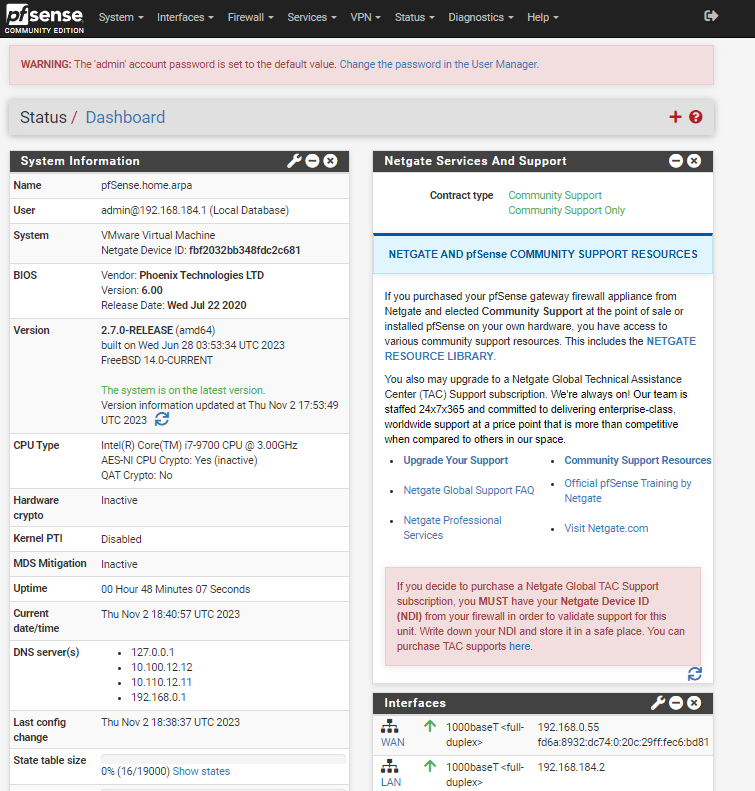 pfsense
COMMUNITY EDITION
System
Interfaces
Firewall
Services
VPN
Status
Diagnostics
Help
WARNING: The 'admin' account password is set to the default value. Change the password in the User Manager.
Status / Dashboard
System Information
Name pfSense.home.arpa
User admin@192.168.184.1 (Local Database)
System VMware Virtual Machine
Netgate Device ID: fbf2032bb348fdc2c681
BIOS Vendor: Phoenix Technologies LTD
Version: 6.00
Release Date: Wed Jul 22 2020
Version 2.7.0-RELEASE (amd64)
built on Wed Jun 28 03:53:34 UTC 2023
FreeBSD 14.0-CURRENT
The system is on the latest version.
Version information updated at Thu Nov 2 17:53:49
UTC 2023
CPU Type Intel(R) Core(TM) i7-9700 CPU @ 3.00GHz
AES-NI CPU Crypto: Yes (inactive)
QAT Crypto: No
Hardware Inactive
crypto
Kernel PTI Disabled
MDS Mitigation Inactive
Uptime 00 Hour 48 Minutes 07 Seconds
Current Thu Nov 2 18:40:57 UTC 2023
date/time
DNS server(s) • 127.0.0.1
• 10.100.12.12
• 10.110.12.11
• 192.168.0.1
Last config Thu Nov 2 18:38:37 UTC 2023
change
State table size
0% (16/19000) Show states
Netgate Services And Support
Contract type Community Support
Community Support Only
NETGATE AND pfSense COMMUNITY SUPPORT RESOURCES
If you purchased your pfSense gateway firewall appliance from
Netgate and elected Community Support at the point of sale or
installed pfSense on your own hardware, you have access to
various community support resources. This includes the NETGATE
RESOURCE LIBRARY.
You also may upgrade to a Netgate Global Technical Assistance
Center (TAC) Support subscription. We're always on! Our team is
staffed 24x7x365 and committed to delivering enterprise-class,
worldwide support at a price point that is more than competitive
when compared to others in our space.
• Upgrade Your Support
• Community Support Resources
• Netgate Global Support FAQ
• Official pfSense Training by
Netgate
• Netgate Professional
Services
• Visit Netgate.com
If you decide to purchase a Netgate Global TAC Support
subscription, you MUST have your Netgate Device ID
(NDI) from your firewall in order to validate support for this
unit. Write down your NDI and store it in a safe place. You can
purchase TAC supports here.
Interfaces
WAN 1000baseT <full-
duplex> 192.168.0.55
fd6a:8932:dc74:0:20c:29ff:fec6:bd81
LAN 1000baseT <full-
duplex> 192.168.184.2